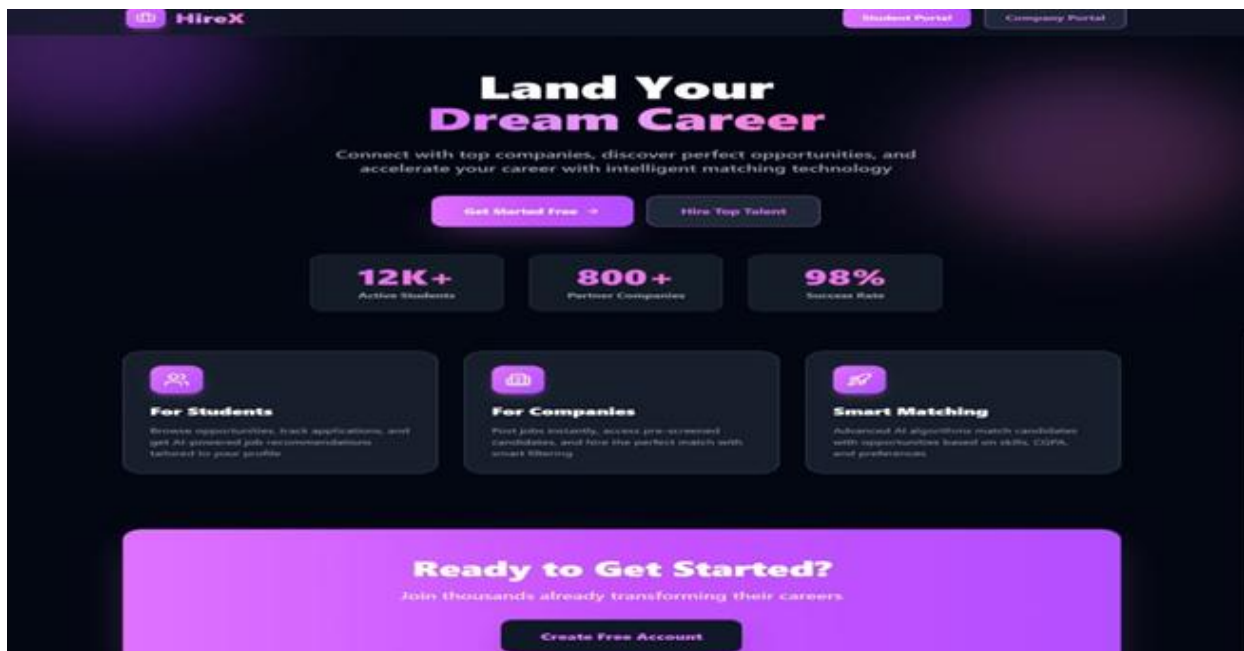 HireX
Student Portal
Company Portal
Land Your
Dream Career
Connect with top companies, discover perfect opportunities, and
accelerate your career with intelligent matching technology
Get Started Free →
Hire Top Talent
12K+
Active Students
800+
Partner Companies
98%
Success Rate
For Students
Browse opportunities, track applications, and
get AI-powered job recommendations
tailored to your profile
For Companies
Post jobs instantly, access pre-screened
candidates, and hire the perfect match with
smart filtering
Smart Matching
Advanced AI algorithms match candidates
with opportunities based on skills, CGPA,
and preferences
Ready to Get Started?
Join thousands already transforming their careers
Create Free Account